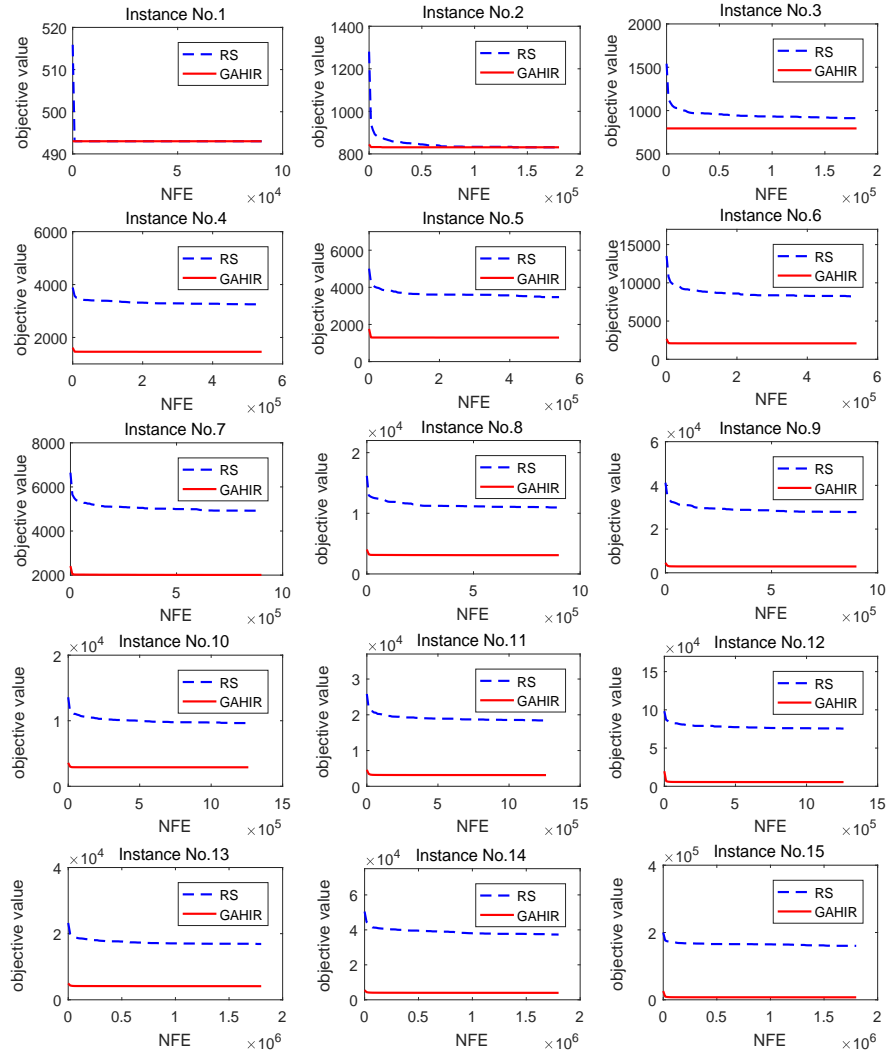 Instance No.1
objective value
520
510
500
490
RS
GAHIR
0
5
10
NFE
×10^4
Instance No.2
objective value
1400
1200
1000
800
RS
GAHIR
0
0.5
1
1.5
2
NFE
×10^5
Instance No.3
objective value
2000
1500
1000
500
RS
GAHIR
0
0.5
1
1.5
2
NFE
×10^5
Instance No.4
objective value
6000
4000
2000
RS
GAHIR
0
2
4
6
NFE
×10^5
Instance No.5
objective value
6000
4000
2000
0
RS
GAHIR
0
2
4
6
NFE
×10^5
Instance No.6
objective value
15000
10000
5000
0
RS
GAHIR
0
2
4
6
NFE
×10^5
Instance No.7
objective value
8000
6000
4000
2000
RS
GAHIR
0
5
10
NFE
×10^5
Instance No.8
×10^4
objective value
2
1
0
RS
GAHIR
0
5
10
NFE
×10^5
Instance No.9
×10^4
objective value
6
4
2
0
RS
GAHIR
0
5
10
NFE
×10^5
Instance No.10
×10^4
objective value
2
1
0
RS
GAHIR
0
5
10
15
NFE
×10^5
Instance No.11
×10^4
objective value
3
2
1
0
RS
GAHIR
0
5
10
15
NFE
×10^5
Instance No.12
×10^4
objective value
15
10
5
0
RS
GAHIR
0
5
10
15
NFE
×10^5
Instance No.13
×10^4
objective value
4
2
0
RS
GAHIR
0
0.5
1
1.5
2
NFE
×10^6
Instance No.14
×10^4
objective value
6
4
2
0
RS
GAHIR
0
0.5
1
1.5
2
NFE
×10^6
Instance No.15
×10^5
objective value
4
2
0
RS
GAHIR
0
0.5
1
1.5
2
NFE
×10^6